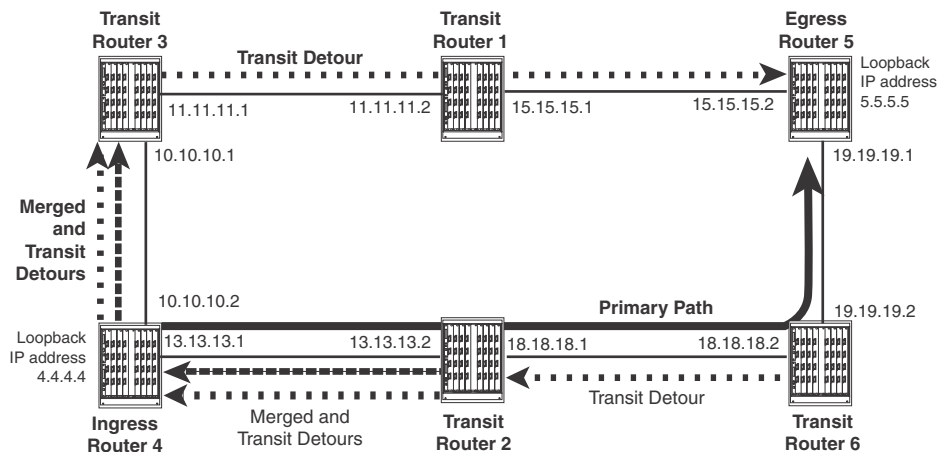 Transit
Router 3
Transit
Router 1
Egress
Router 5
Transit Detour
Loopback
IP address
5.5.5.5
11.11.11.1
11.11.11.2
15.15.15.1
15.15.15.2
10.10.10.1
19.19.19.1
Merged
and
Transit
Detours
10.10.10.2
Primary Path
19.19.19.2
Loopback
IP address
4.4.4.4
13.13.13.1
13.13.13.2
18.18.18.1
18.18.18.2
Transit Detour
Merged and
Transit Detours
Ingress
Router 4
Transit
Router 2
Transit
Router 6